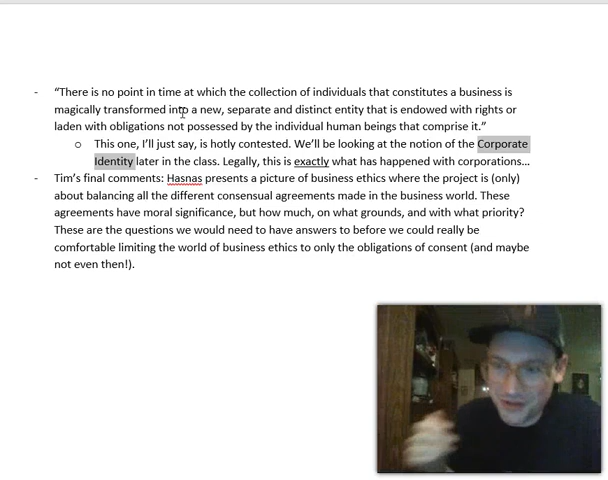 - “There is no point in time at which the collection of individuals that constitutes a business is
magically transformed into a new, separate and distinct entity that is endowed with rights or
laden with obligations not possessed by the individual human beings that comprise it.”
o This one, I’ll just say, is hotly contested. We’ll be looking at the notion of the Corporate
Identity later in the class. Legally, this is exactly what has happened with corporations…
- Tim’s final comments: Hasnas presents a picture of business ethics where the project is (only)
about balancing all the different consensual agreements made in the business world. These
agreements have moral significance, but how much, on what grounds, and with what priority?
These are the questions we would need to have answers to before we could really be
comfortable limiting the world of business ethics to only the obligations of consent (and maybe
not even then!).